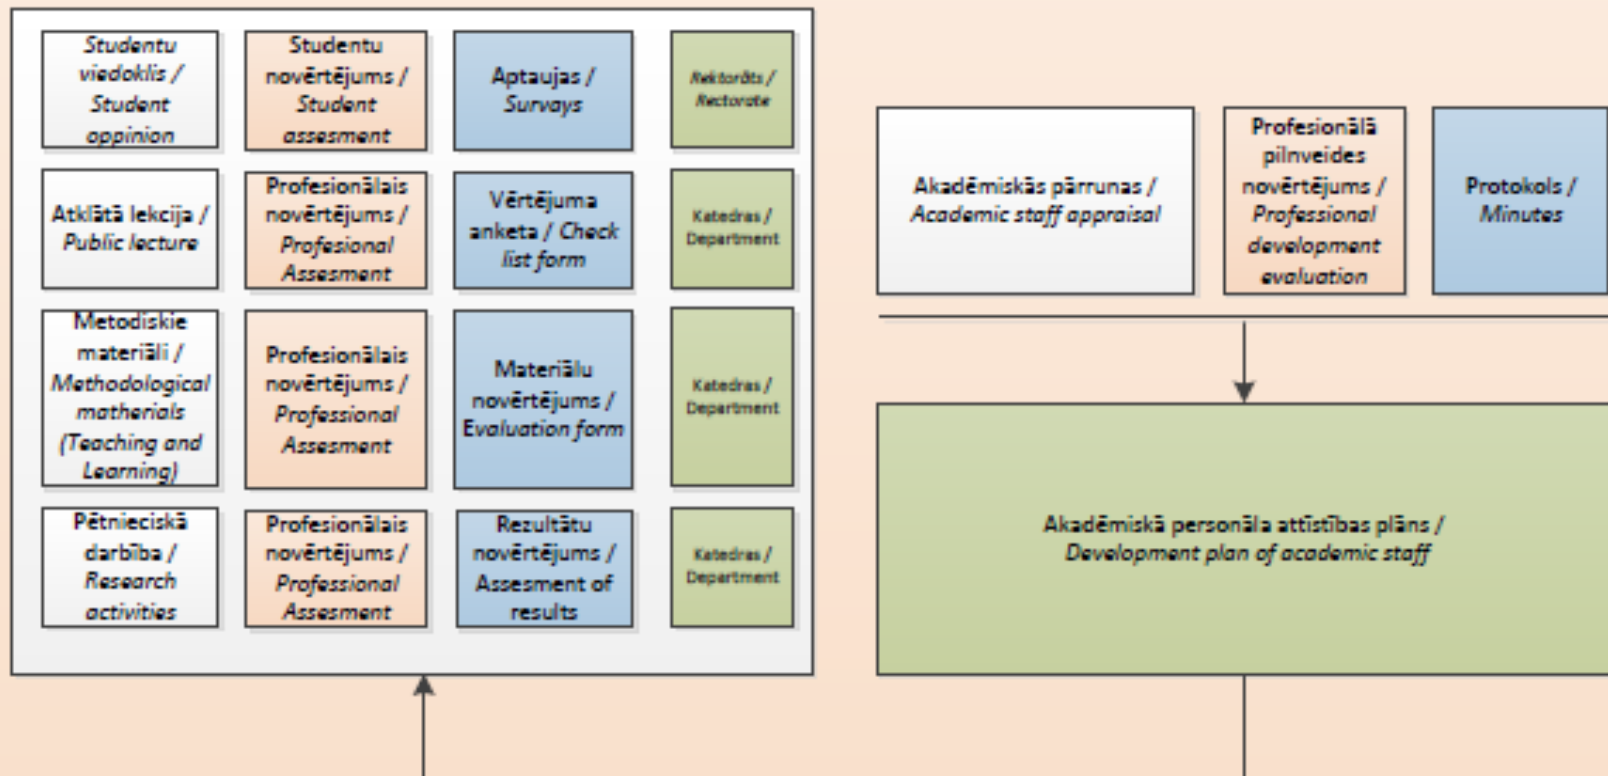 Studentu
viedoklis /
Student
oppinion
Studentu
novērtējums /
Student
assesment
Aptaujas /
Survays
Rektorāts /
Rectorate
Atklātā lekcija /
Public lecture
Profesionālais
novērtējums /
Profesional
Assesment
Vērtējuma
anketa / Check
list form
Katedras /
Department
Metodiskie
materiāli /
Methodological
matherials
(Teaching and
Learning)
Profesionālais
novērtējums /
Professional
Assesment
Materiālu
novērtējums /
Evaluation form
Katedras /
Department
Pētnieciskā
darbība /
Research
activities
Profesionālais
novērtējums /
Professional
Assesment
Rezultātu
novērtējums /
Assesment of
results
Katedras /
Department
Akadēmiskās pārrunas /
Academic staff appraisal
Profesionālā
pilnveides
novērtējums /
Professional
development
evaluation
Protokols /
Minutes
Akadēmiskā personāla attīstības plāns /
Development plan of academic staff